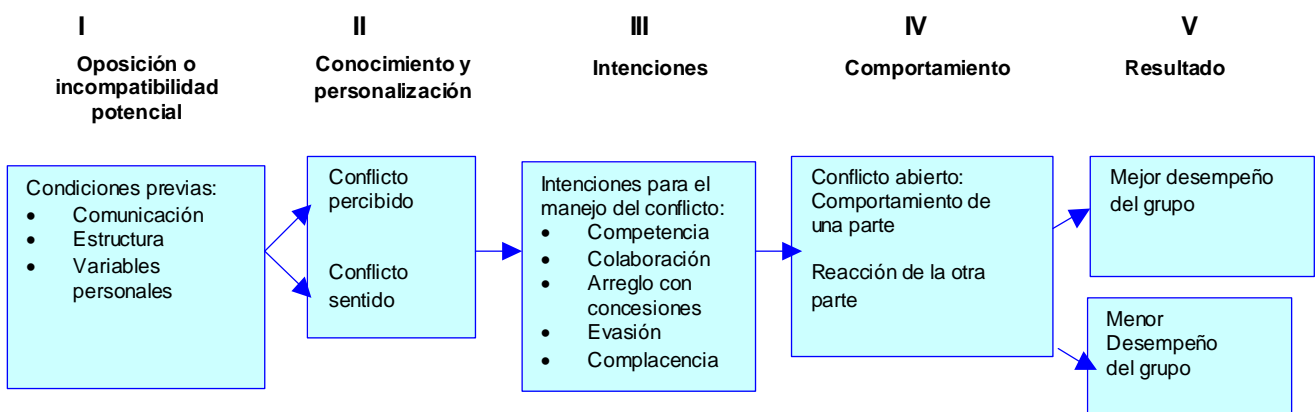 I
Oposición o
incompatibilidad
potencial
II
Conocimiento y
personalización
III
Intenciones
IV
Comportamiento
V
Resultado
Condiciones previas:
• Comunicación
• Estructura
• Variables
personales
Conflicto
percibido
Conflicto
sentido
Intenciones para el
manejo del conflicto:
• Competencia
• Colaboración
• Arreglo con
concesiones
• Evasión
• Complacencia
Conflicto abierto:
Comportamiento de
una parte
Reacción de la otra
parte
Mejor desempeño
del grupo
Menor
Desempeño
del grupo